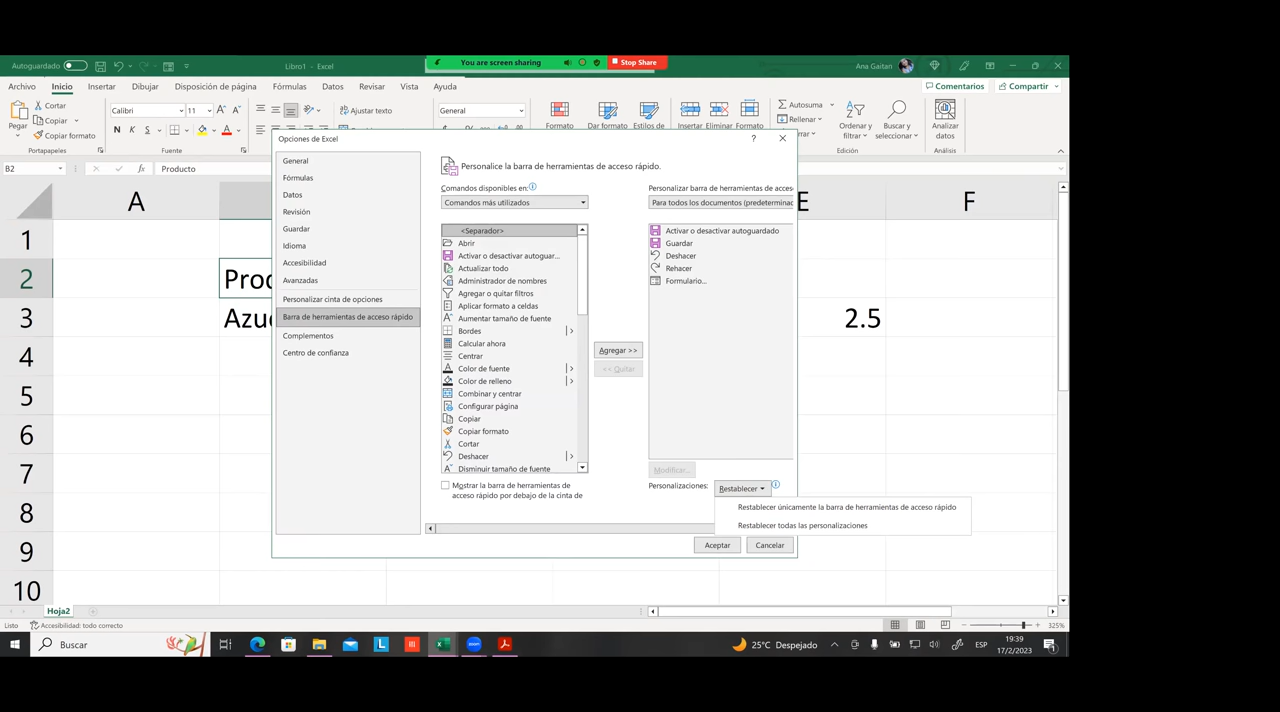 Autoguardado
Libro1 - Excel
You are screen sharing
Stop Share
Ana Gaitan
Archivo
Inicio
Insertar
Dibujar
Disposición de página
Fórmulas
Datos
Revisar
Vista
Ayuda
Comentarios
Compartir
Pegar
Cortar
Copiar
Copiar formato
Portapapeles
Calibri
11
N K S
Fuente
Ajustar texto
General
Formato
Dar formato
Estilos de
Insertar
Eliminar
Formato
Autosuma
Rellenar
Ordenar y
filtrar
Buscar y
seleccionar
Edición
Analizar
datos
Análisis
B2
fx
Producto
A
E
F
1
2
3
4
5
6
7
8
9
10
2.5
Opciones de Excel
?
General
Fórmulas
Datos
Revisión
Guardar
Idioma
Accesibilidad
Avanzadas
Personalizar cinta de opciones
Barra de herramientas de acceso rápido
Complementos
Centro de confianza
Personalice la barra de herramientas de acceso rápido.
Comandos disponibles en:
Comandos más utilizados
<Separador>
Abrir
Activar o desactivar autoguar...
Actualizar todo
Administrador de nombres
Agregar o quitar filtros
Aplicar formato a celdas
Aumentar tamaño de fuente
Bordes
Calcular ahora
Centrar
Color de fuente
Color de relleno
Combinar y centrar
Configurar página
Copiar
Copiar formato
Cortar
Deshacer
Disminuir tamaño de fuente
Mostrar la barra de herramientas de
acceso rápido por debajo de la cinta de
Agregar >>
<< Quitar
Personalizar barra de herramientas de acces
Para todos los documentos (predeterminac
Activar o desactivar autoguardado
Guardar
Deshacer
Rehacer
Formulario...
Modificar...
Personalizaciones:
Restablecer
Restablecer únicamente la barra de herramientas de acceso rápido
Restablecer todas las personalizaciones
Aceptar
Cancelar
Hoja2
Listo
Accesibilidad: todo correcto
325%
Buscar
25°C Despejado
ESP
19:39
17/2/2023